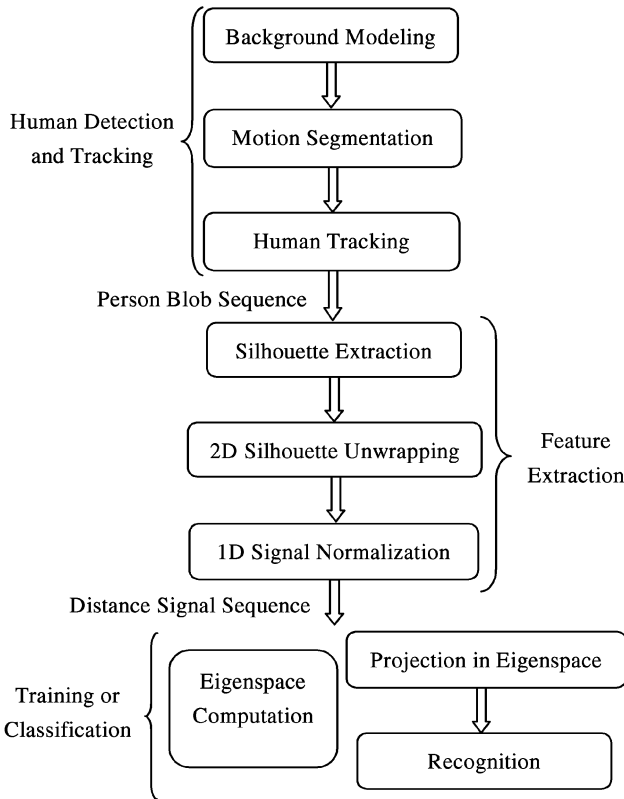 Background Modeling
Human Detection
and Tracking
Motion Segmentation
Human Tracking
Person Blob Sequence
Silhouette Extraction
2D Silhouette Unwrapping
Feature
Extraction
1D Signal Normalization
Distance Signal Sequence
Training or
Classification
Eigenspace
Computation
Projection in Eigenspace
Recognition